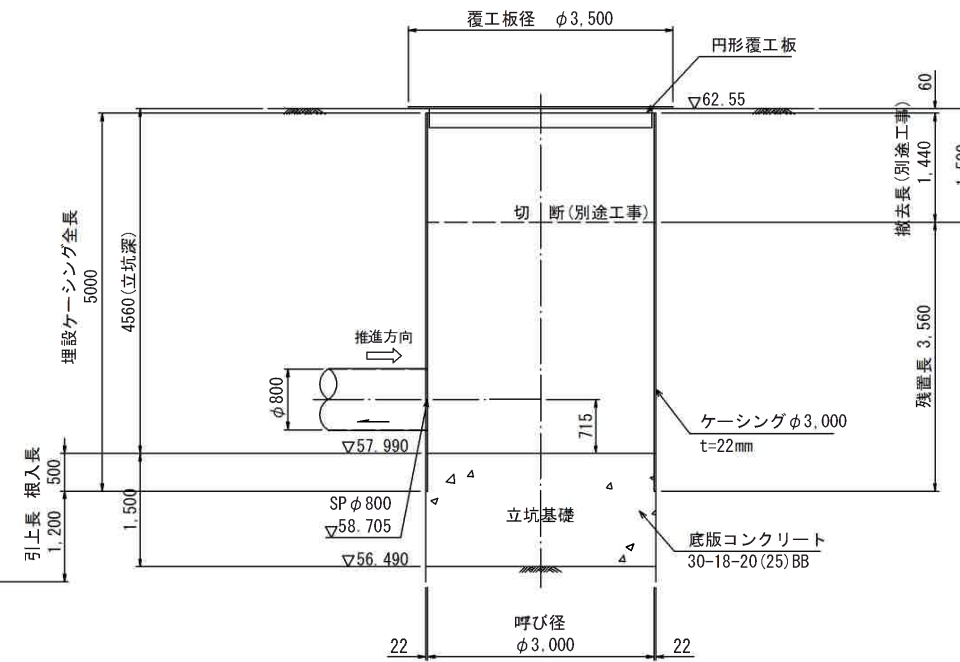 覆工板径 φ3,500
円形覆工板
▽62.55
60
撤去長(別途工事)
1,440
切 断(別途工事)
埋設ケーシング全長
5000
4560(立坑深)
推進方向
φ800
715
残置長 3,560
ケーシングφ3,000
t=22mm
▽57.990
根入長
500
引上長
1,200
1,500
SPφ800
▽58.705
立坑基礎
底版コンクリート
30-18-20(25)BB
▽56.490
呼び径
φ3,000
22
22